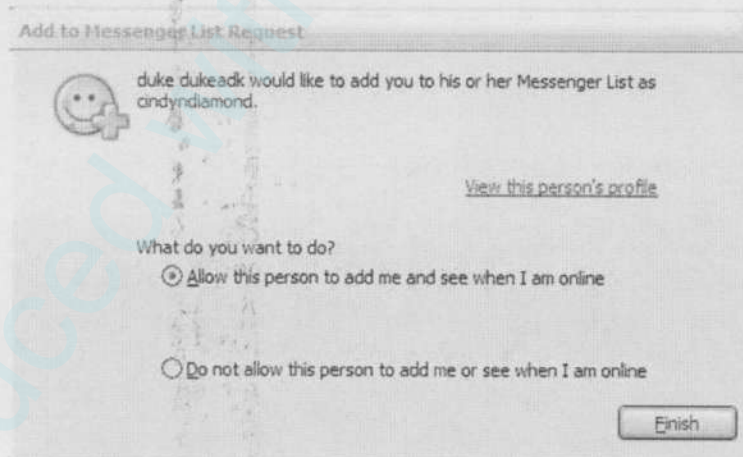 Add to Messenger List Request
duke dukeadk would like to add you to his or her Messenger List as
cindyndiamond.
View this person's profile
What do you want to do?
Allow this person to add me and see when I am online
Do not allow this person to add me or see when I am online
Finish